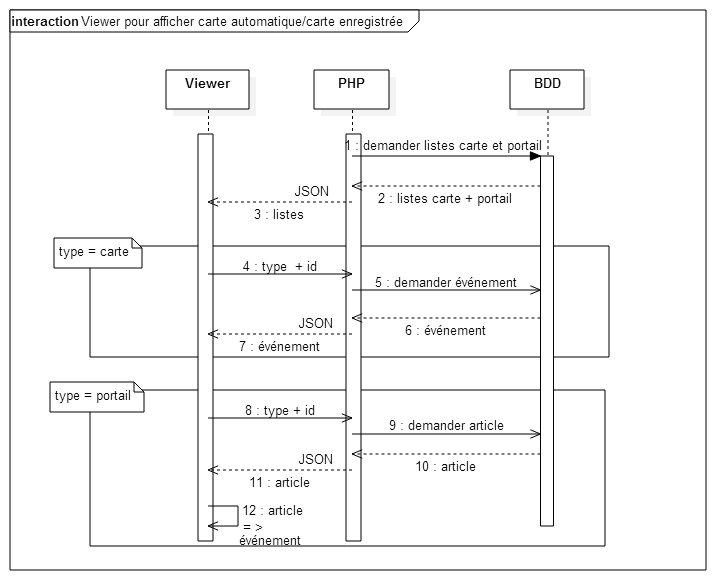 interaction Viewer pour afficher carte automatique/carte enregistrée
Viewer
PHP
BDD
1 : demander listes carte et portail
2 : listes carte + portail
JSON
3 : listes
type = carte
4 : type + id
5 : demander événement
6 : événement
JSON
7 : événement
type = portail
8 : type + id
9 : demander article
10 : article
JSON
11 : article
12 : article
= >
événement